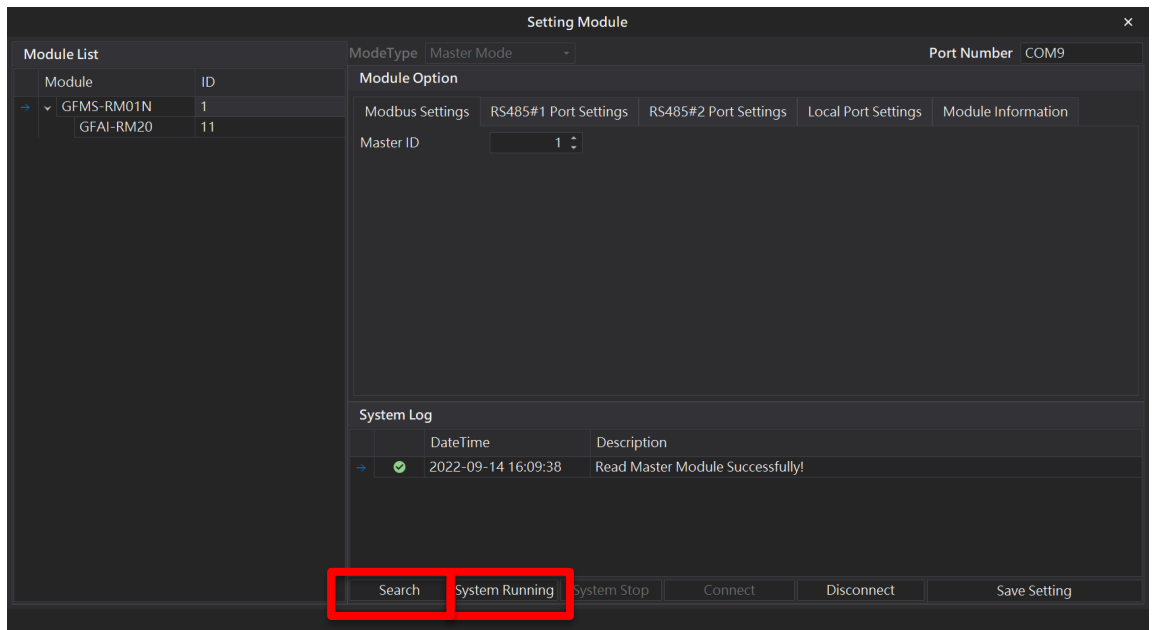 Setting Module
Module List
ModeType Master Mode
Port Number COM9
Module ID
GFMS-RM01N 1
GFAI-RM20 11
Module Option
Modbus Settings RS485#1 Port Settings RS485#2 Port Settings Local Port Settings Module Information
Master ID 1
System Log
DateTime Description
2022-09-14 16:09:38 Read Master Module Successfully!
Search System Running System Stop Connect Disconnect Save Setting